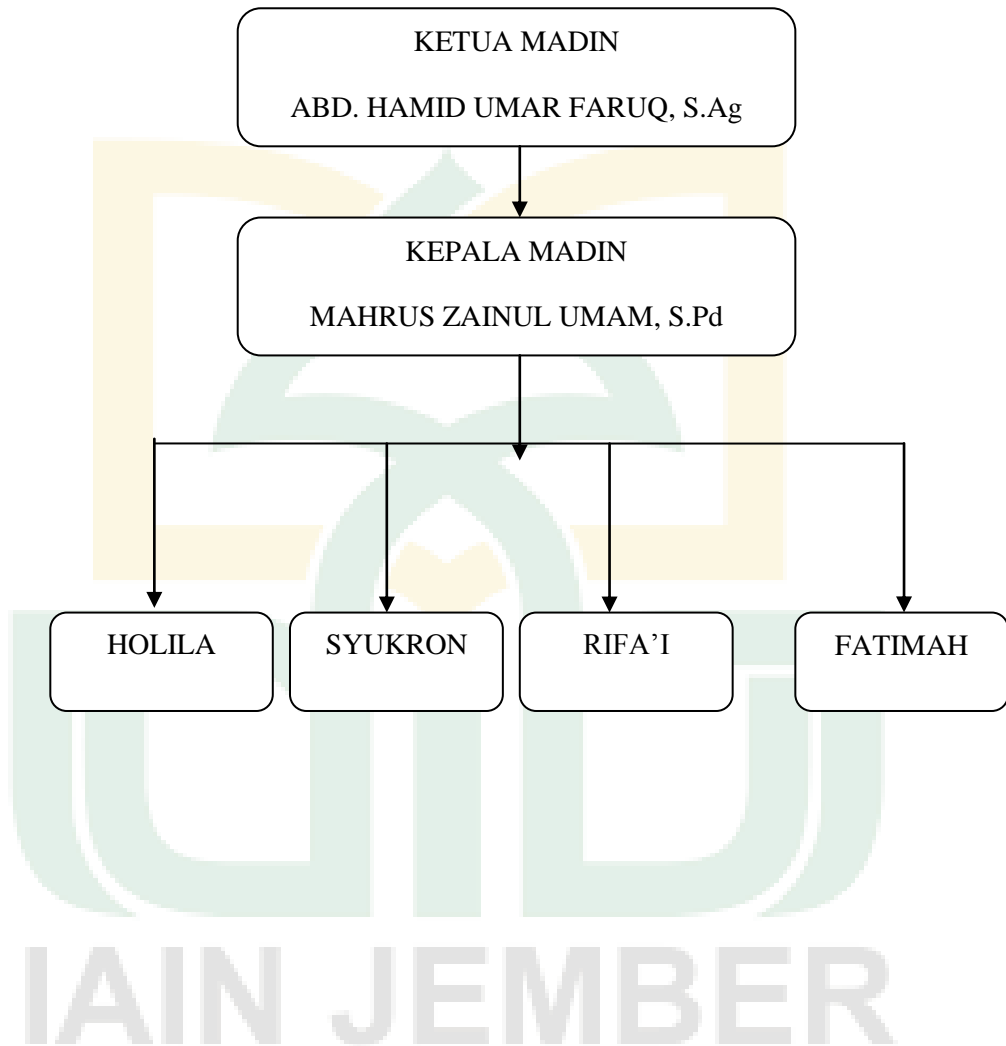 KETUA MADIN
ABD. HAMID UMAR FARUQ, S.Ag
KEPALA MADIN
MAHRUS ZAINUL UMAM, S.Pd
HOLILA
SYUKRON
RIFA’I
FATIMAH
IAIN JEMBER